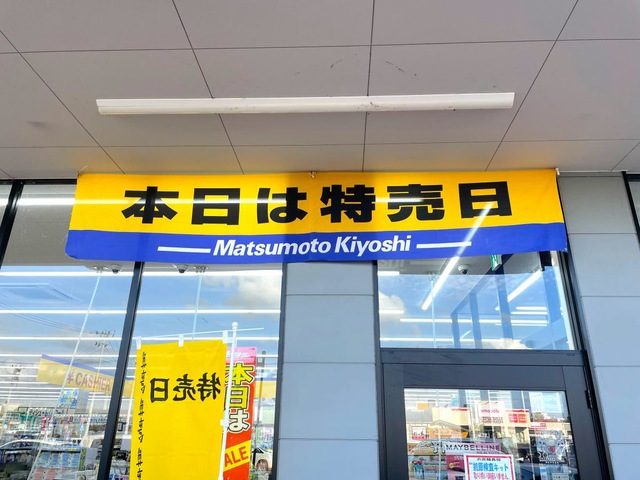 本日は特売日
Matsumoto Kiyoshi
特売日
本日は
SALE
MAYBELLINE
抗原検査キット